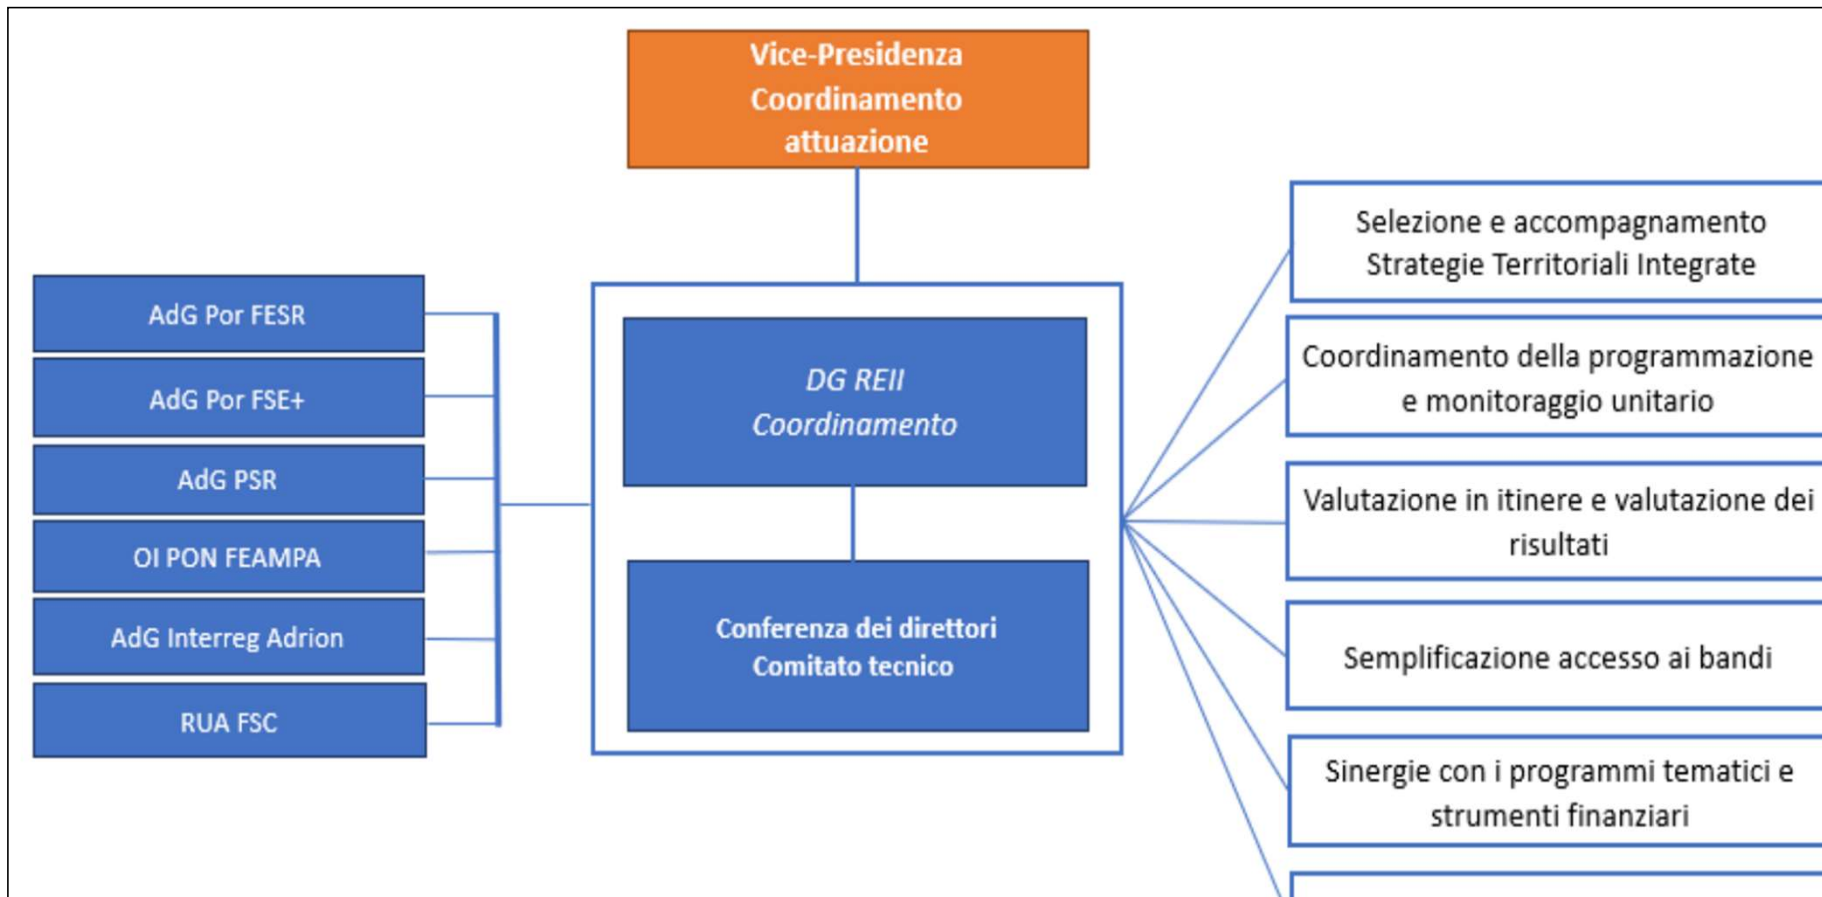 Vice-Presidenza
Coordinamento
attuazione
AdG Por FESR
AdG Por FSE+
AdG PSR
OI PON FEAMPA
AdG Interreg Adrion
RUA FSC
DG REII
Coordinamento
Conferenza dei direttori
Comitato tecnico
Selezione e accompagnamento
Strategie Territoriali Integrate
Coordinamento della programmazione
e monitoraggio unitario
Valutazione in itinere e valutazione dei
risultati
Semplificazione accesso ai bandi
Sinergie con i programmi tematici e
strumenti finanziari